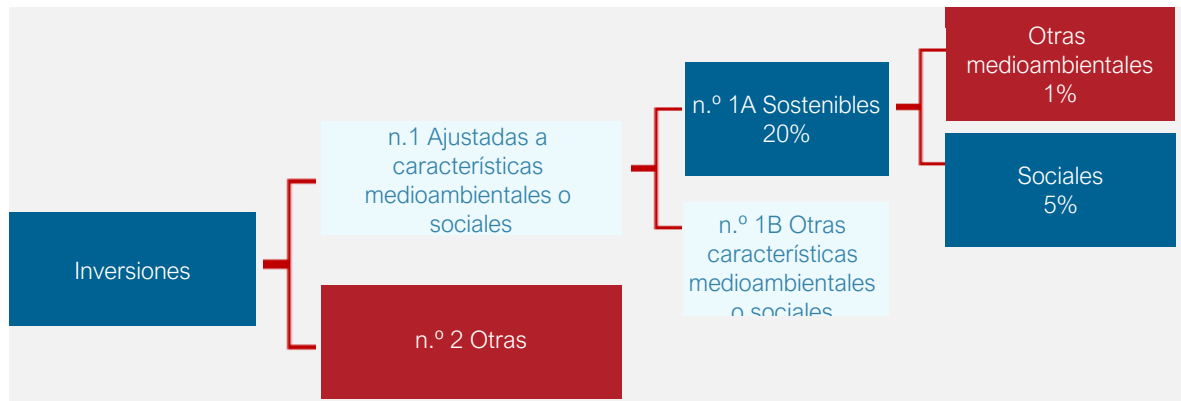 Inversiones
n.1 Ajustadas a
características
medioambientales o
sociales
n.º 2 Otras
n.º 1A Sostenibles
20%
n.º 1B Otras
características
medioambientales
o sociales
Otras
medioambientales
1%
Sociales
5%